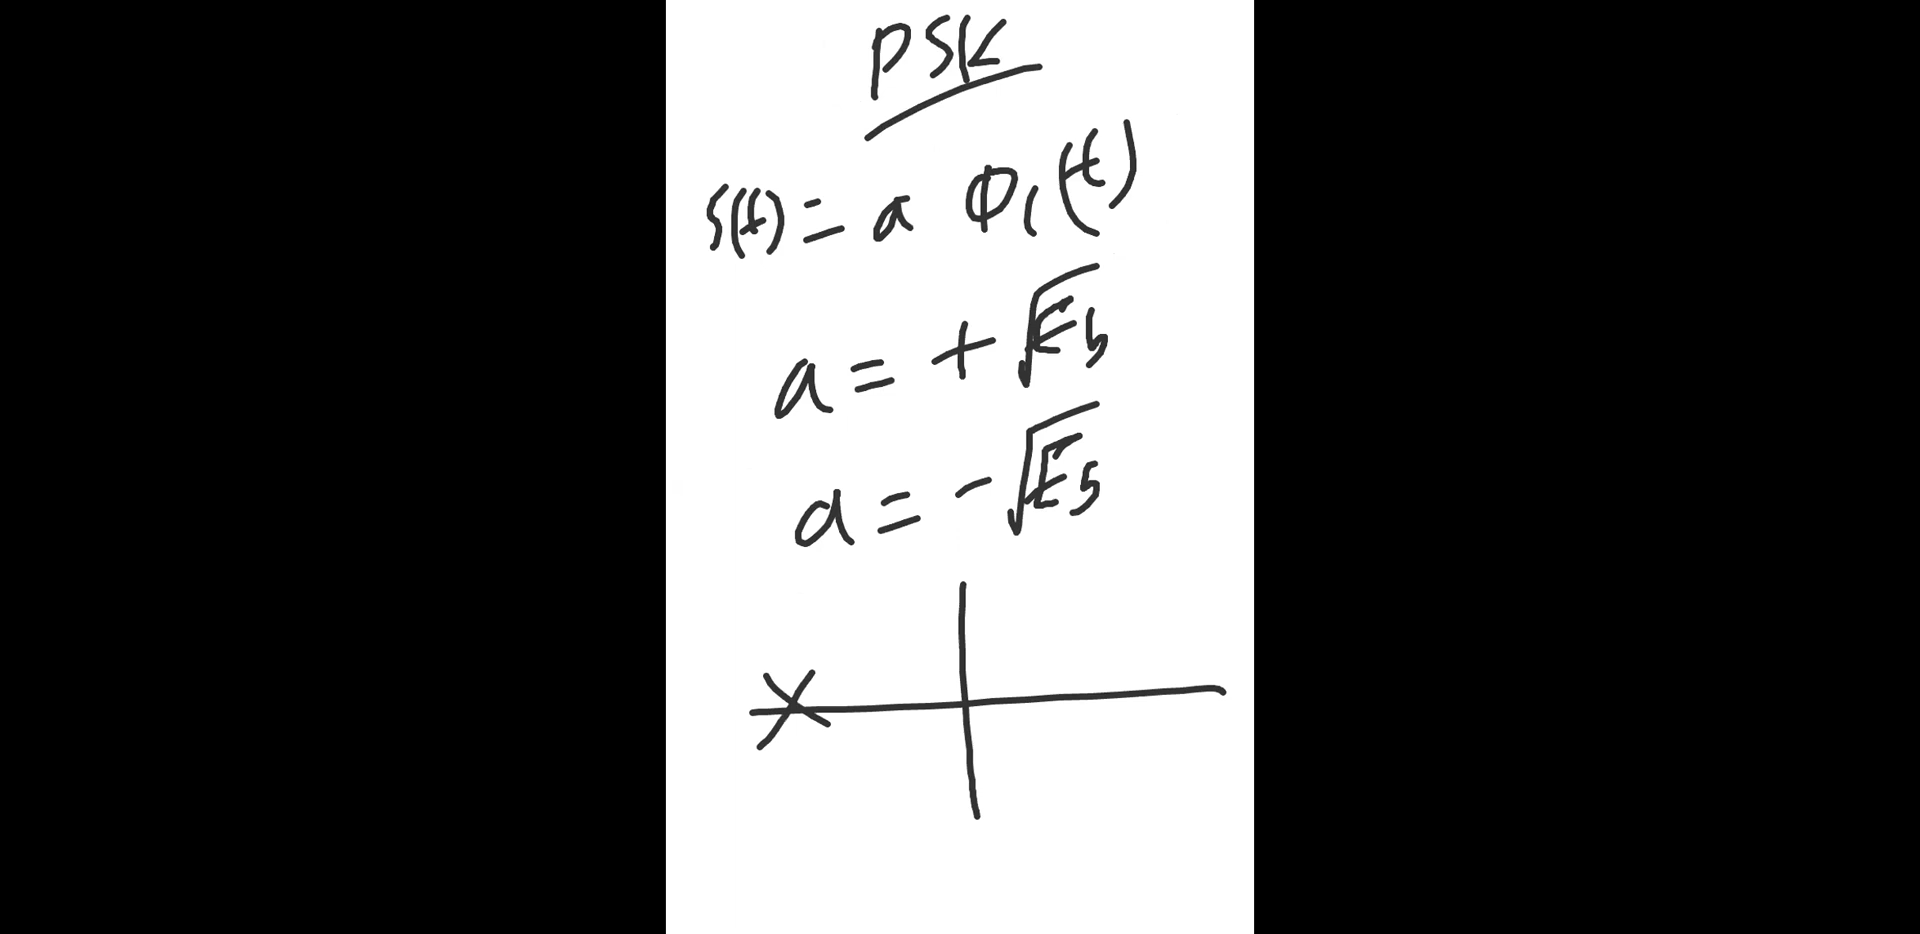 PSK
s(t) = a Φ₁(t)
a = + √Eb
a = - √Eb